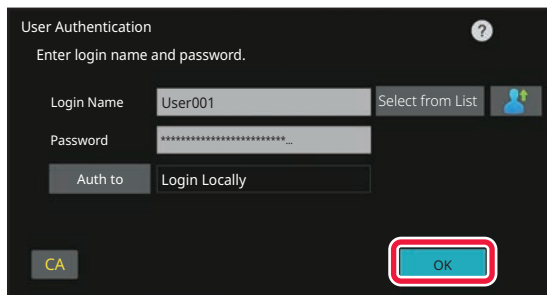 User Authentication ?
Enter login name and password.
Login Name User001 Select from List
Password *************************...
Auth to Login Locally
CA OK